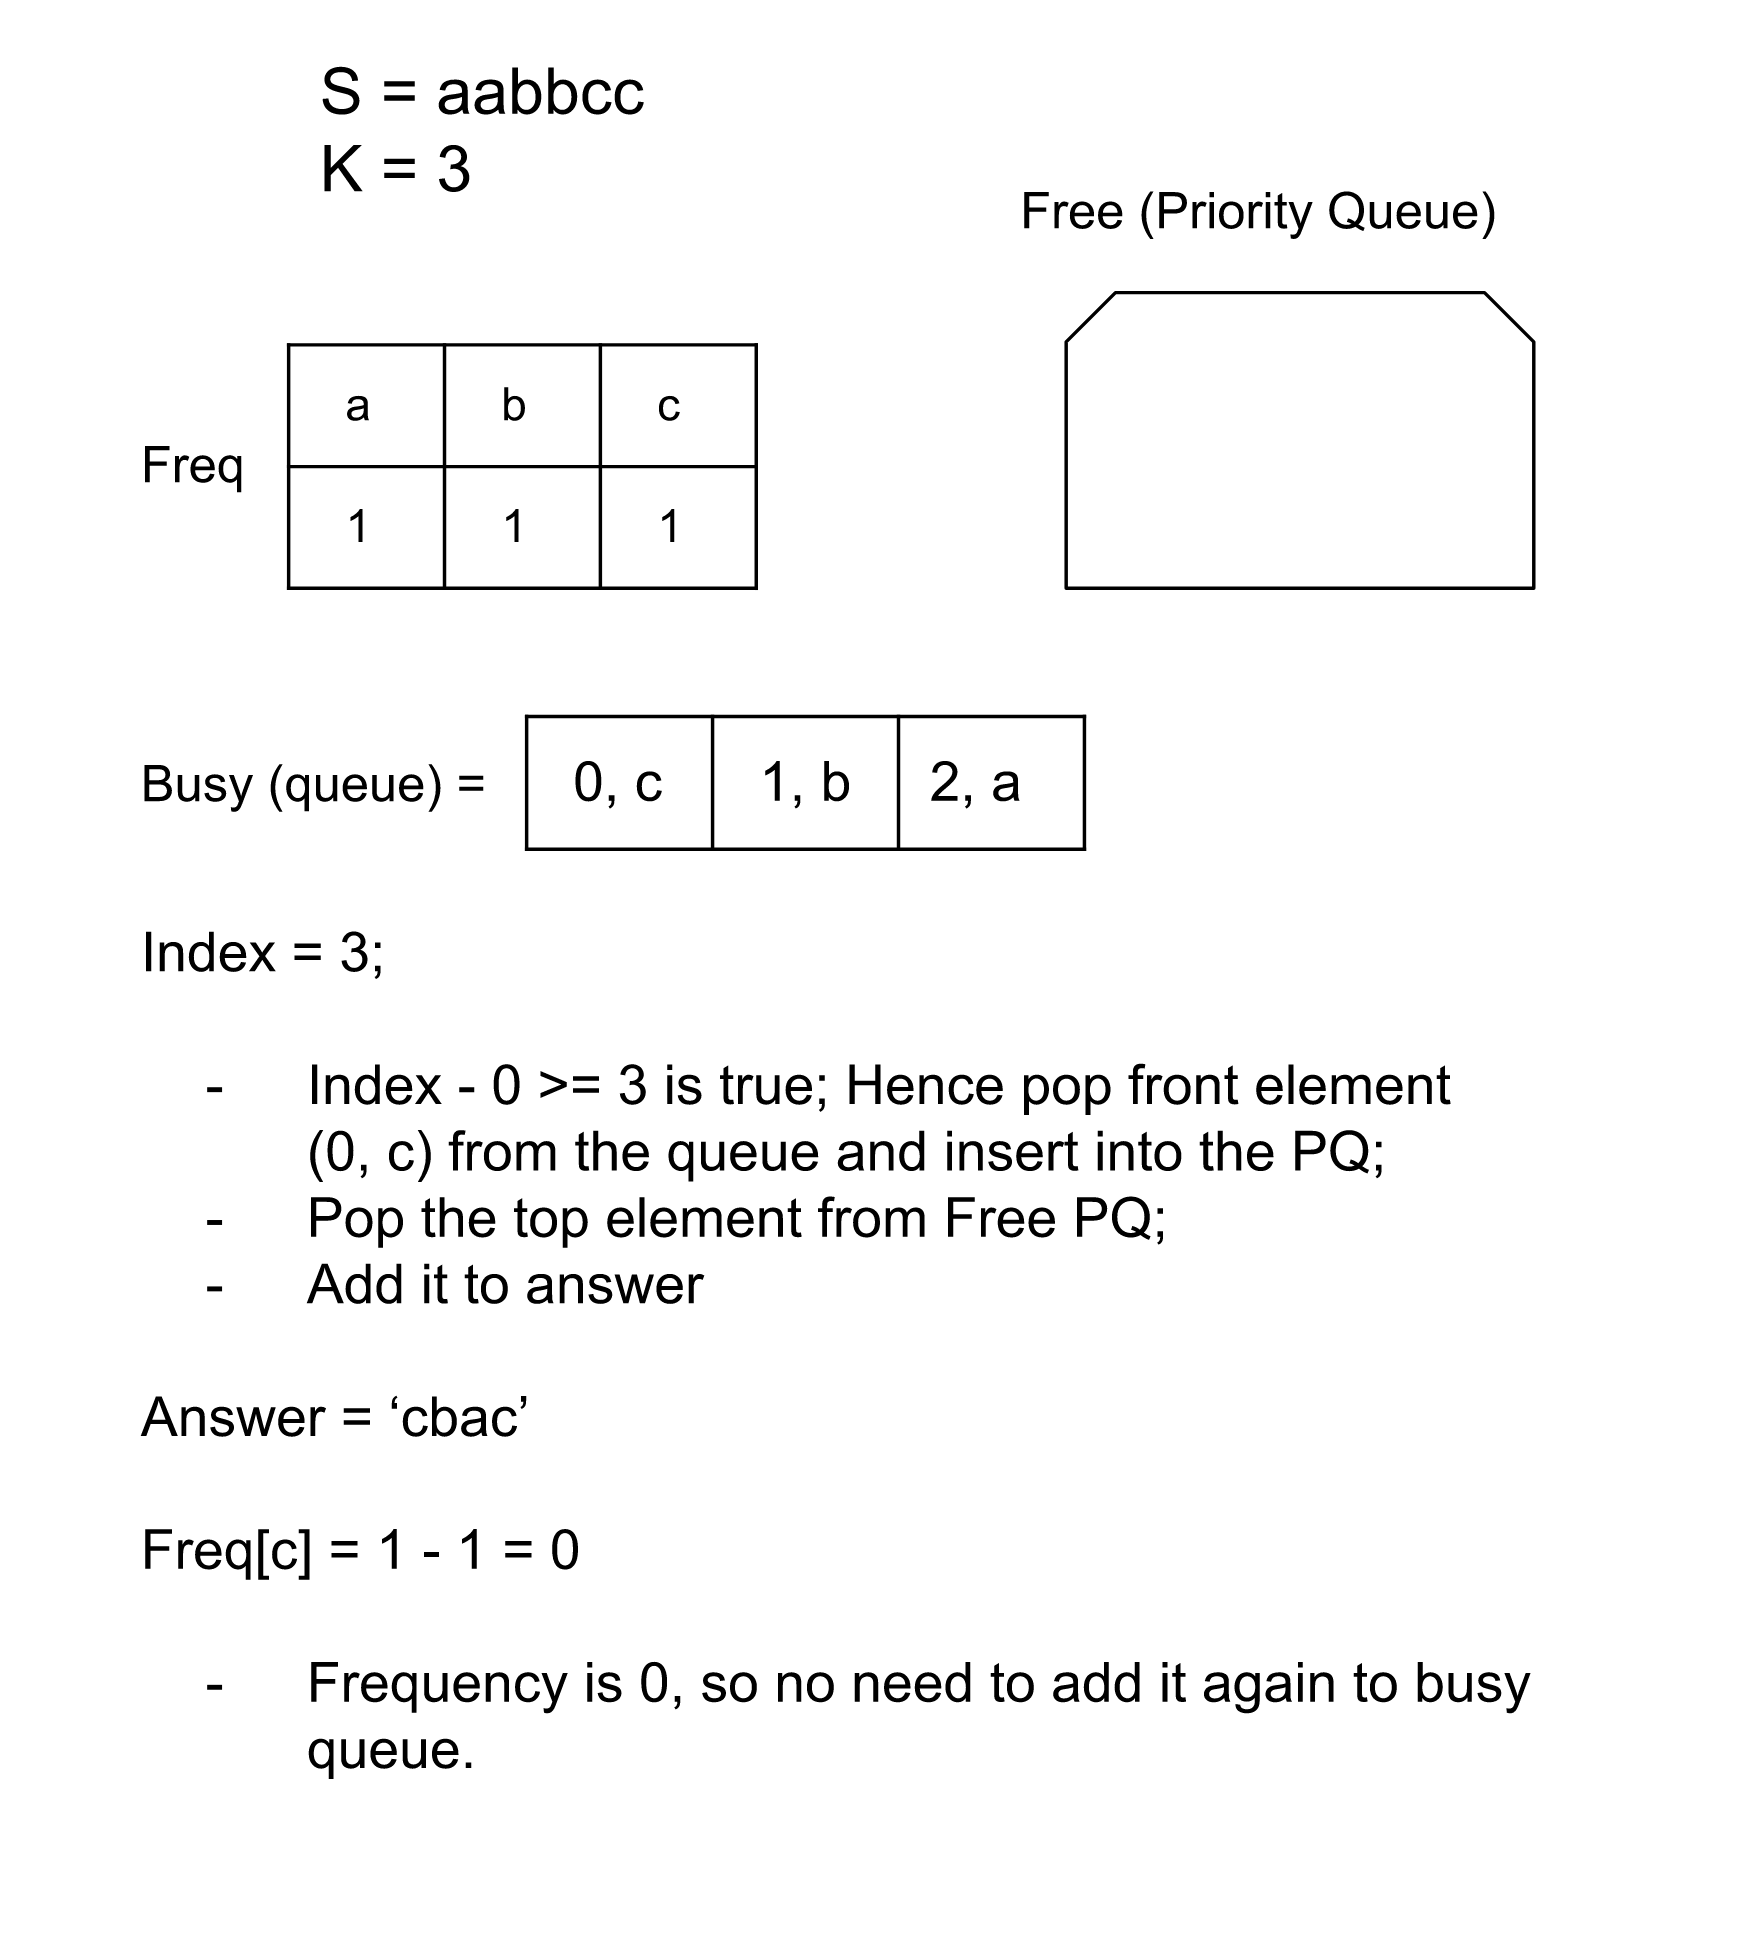 S = aabbcc
K = 3
Free (Priority Queue)
a b c
Freq
1 1 1
Busy (queue) = 0, c 1, b 2, a
Index = 3;
- Index - 0 >= 3 is true; Hence pop front element
(0, c) from the queue and insert into the PQ;
- Pop the top element from Free PQ;
- Add it to answer
Answer = ‘cbac’
Freq[c] = 1 - 1 = 0
- Frequency is 0, so no need to add it again to busy
queue.